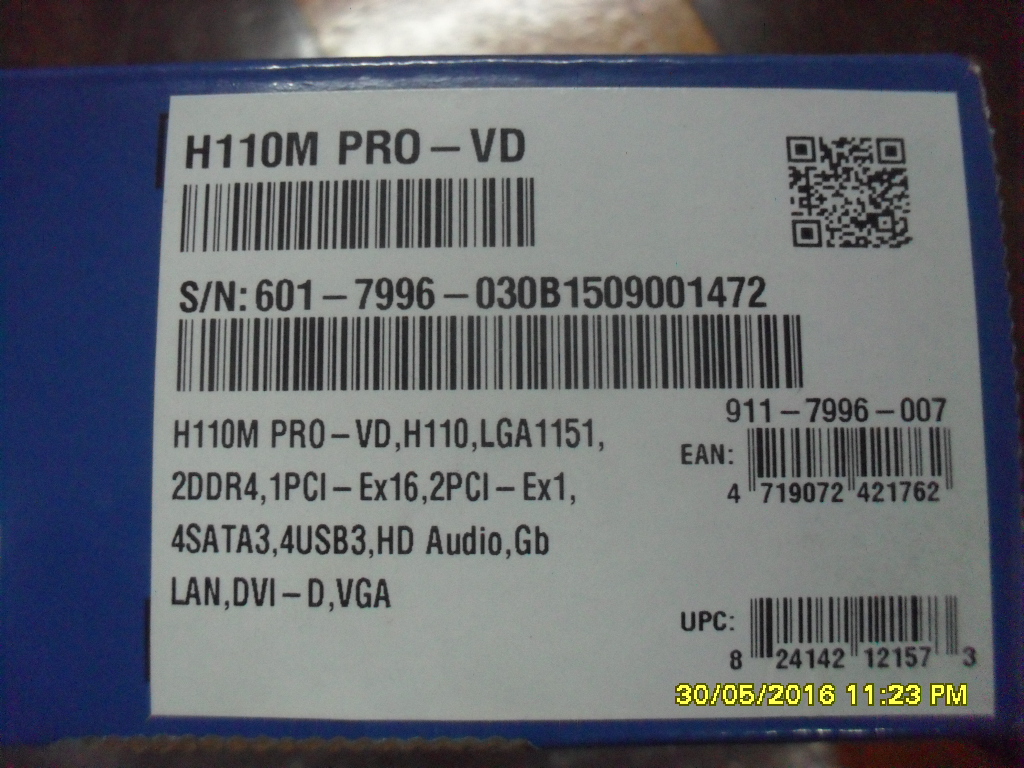 H110M PRO-VD
S/N: 601-7996-030B1509001472
911-7996-007
H110M PRO-VD,H110,LGA1151,
EAN:
2DDR4,1PCI-Ex16,2PCI-Ex1,
4 719072 421762
4SATA3,4USB3,HD Audio,Gb
LAN,DVI-D,VGA
UPC:
8 24142 12157 3
30/05/2016 11:23 PM